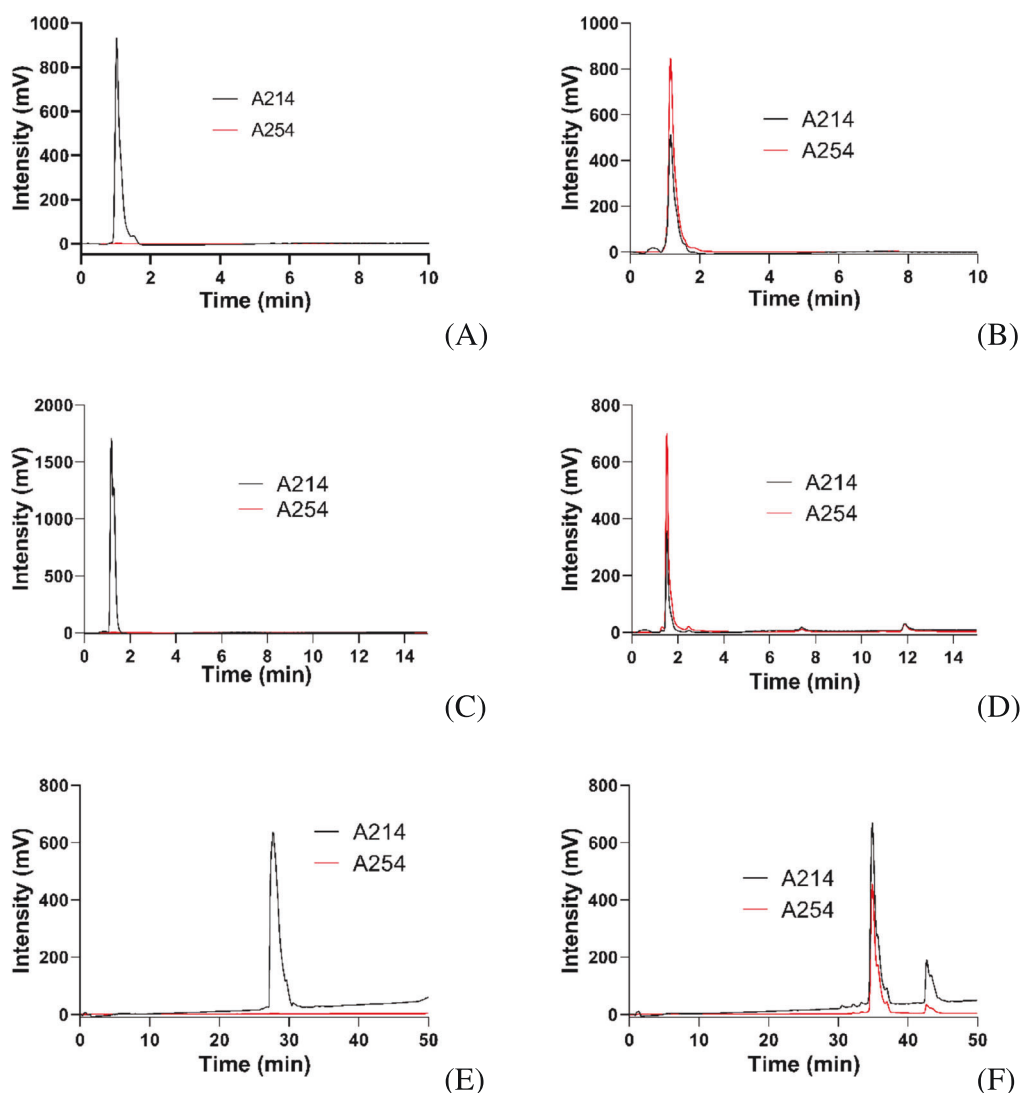 1000
800
600
400
200
0
Intensity (mV)
A214
A254
0 2 4 6 8 10
Time (min)
(A)
1000
800
600
400
200
0
Intensity (mV)
A214
A254
0 2 4 6 8 10
Time (min)
(B)
2000
1500
1000
500
0
Intensity (mV)
A214
A254
0 2 4 6 8 10 12 14
Time (min)
(C)
800
600
400
200
0
Intensity (mV)
A214
A254
0 2 4 6 8 10 12 14
Time (min)
(D)
800
600
400
200
0
Intensity (mV)
A214
A254
0 10 20 30 40 50
Time (min)
(E)
800
600
400
200
0
Intensity (mV)
A214
A254
0 10 20 30 40 50
Time (min)
(F)